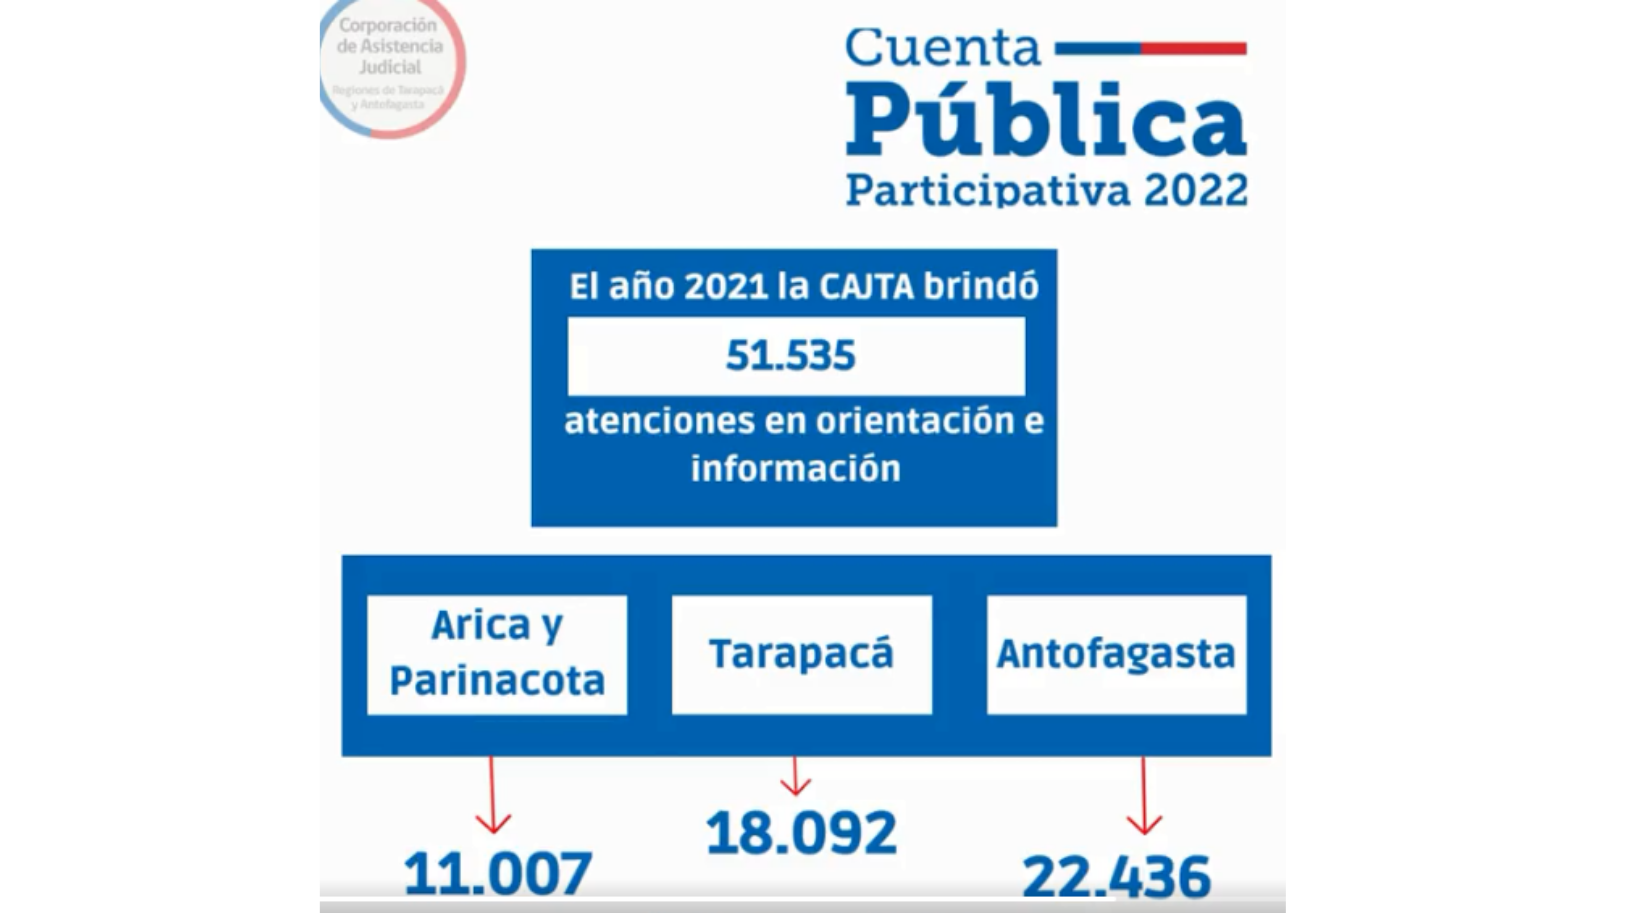 Corporación
de Asistencia
Judicial
Regiones de Tarapacá
y Antofagasta
Cuenta
Pública
Participativa 2022
El año 2021 la CAJTA brindó
51.535
atenciones en orientación e
información
Arica y
Parinacota
Tarapacá
Antofagasta
11.007
18.092
22.436